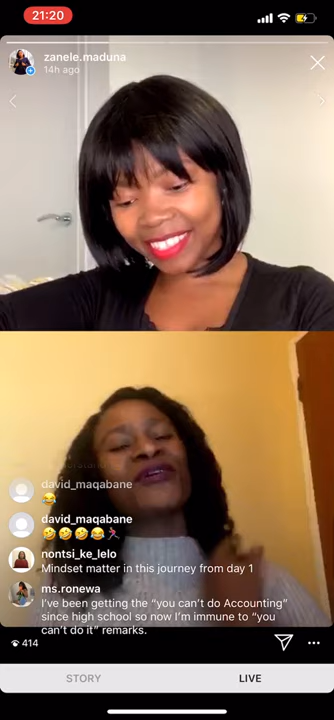 21:20
zanele.maduna
14h ago
david_maqabane
😂
david_maqabane
🤣🤣🤣😂🏃🏽‍♀️
nontsi_ke_lelo
Mindset matter in this journey from day 1
ms.ronewa
I've been getting the "you can't do Accounting"
since high school so now I'm immune to "you
can't do it" remarks.
414
STORY
LIVE